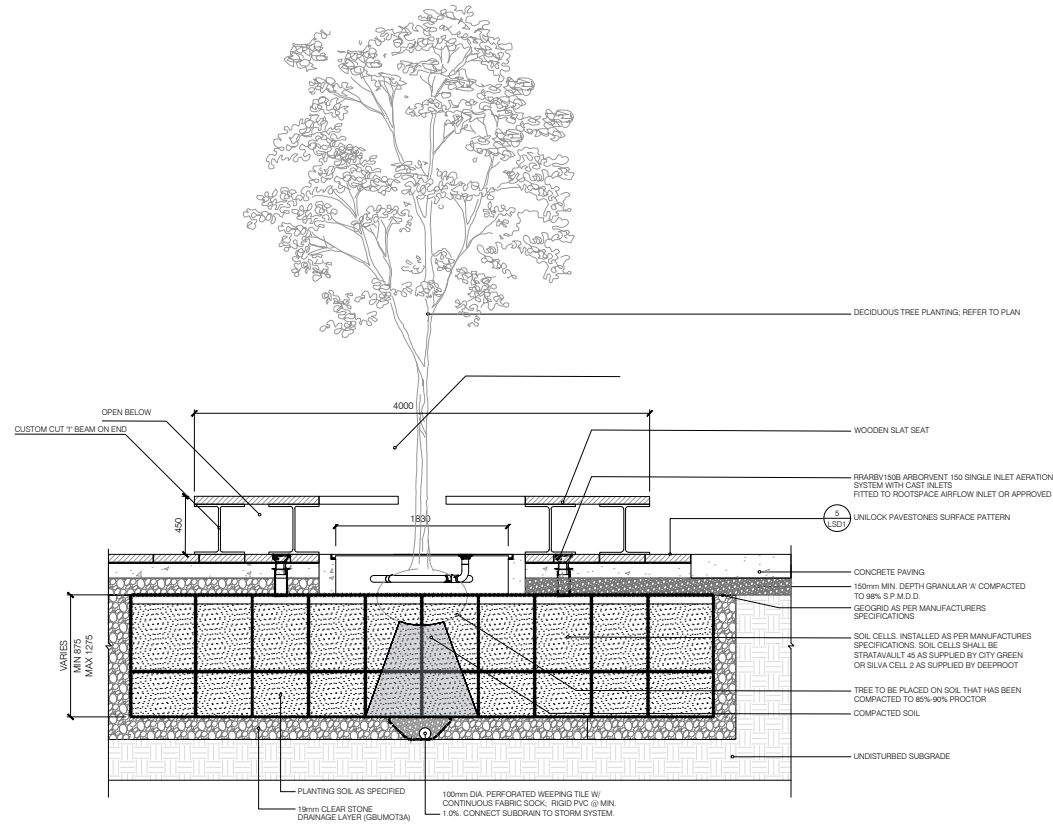 DECIDUOUS TREE PLANTING; REFER TO PLAN
4000
OPEN BELOW
CUSTOM CUT "I" BEAM ON END
WOODEN SLAT SEAT
RRARBV150B ARBORVENT 150 SINGLE INLET AERATION
SYSTEM WITH CAST INLETS
FITTED TO ROOTSPACE AIRFLOW INLET OR APPROVED
450
1830
5
LSD1
UNILOCK PAVESTONES SURFACE PATTERN
CONCRETE PAVING
150mm MIN. DEPTH GRANULAR 'A' COMPACTED
TO 98% S.P.M.D.D.
GEOGRID AS PER MANUFACTURERS
SPECIFICATIONS
VARIES
MIN 875
MAX 1275
SOIL CELLS. INSTALLED AS PER MANUFACTURES
SPECIFICATIONS. SOIL CELLS SHALL BE
STRATAVAULT 45 AS SUPPLIED BY CITY GREEN
OR SILVA CELL 2 AS SUPPLIED BY DEEPROOT
TREE TO BE PLACED ON SOIL THAT HAS BEEN
COMPACTED TO 85%-90% PROCTOR
COMPACTED SOIL
UNDISTURBED SUBGRADE
PLANTING SOIL AS SPECIFIED
19mm CLEAR STONE
DRAINAGE LAYER (GBUMOT3A)
100mm DIA. PERFORATED WEEPING TILE W/
CONTINUOUS FABRIC SOCK; RIGID PVC @ MIN.
1.0%. CONNECT SUBDRAIN TO STORM SYSTEM.